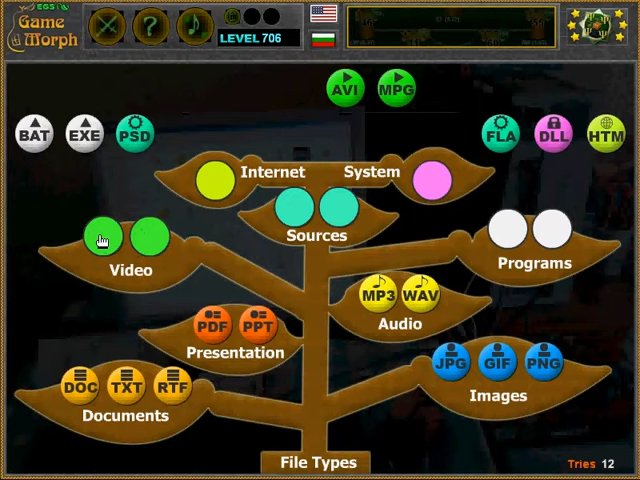 EGS
Game
Morph
?
LEVEL 706
AVI
MPG
BAT
EXE
PSD
FLA
DLL
HTM
Internet
System
Sources
Video
Programs
MP3
WAV
Audio
PDF
PPT
Presentation
JPG
GIF
PNG
Images
DOC
TXT
RTF
Documents
File Types
Tries 12